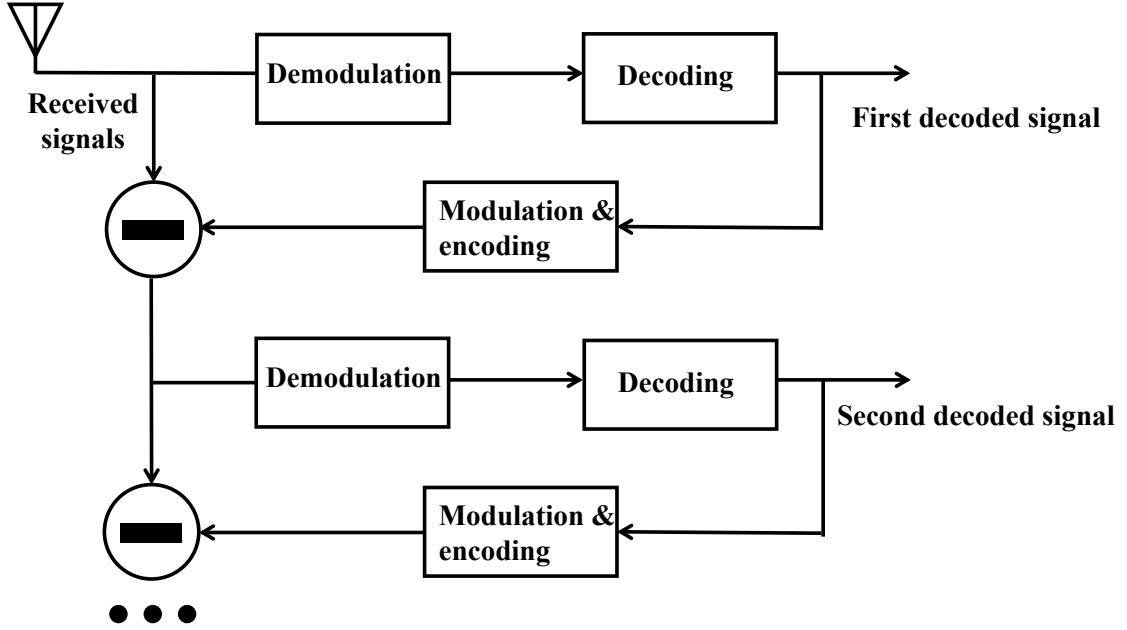 Demodulation
Decoding
Received
signals
First decoded signal
Modulation &
encoding
Demodulation
Decoding
Second decoded signal
Modulation &
encoding